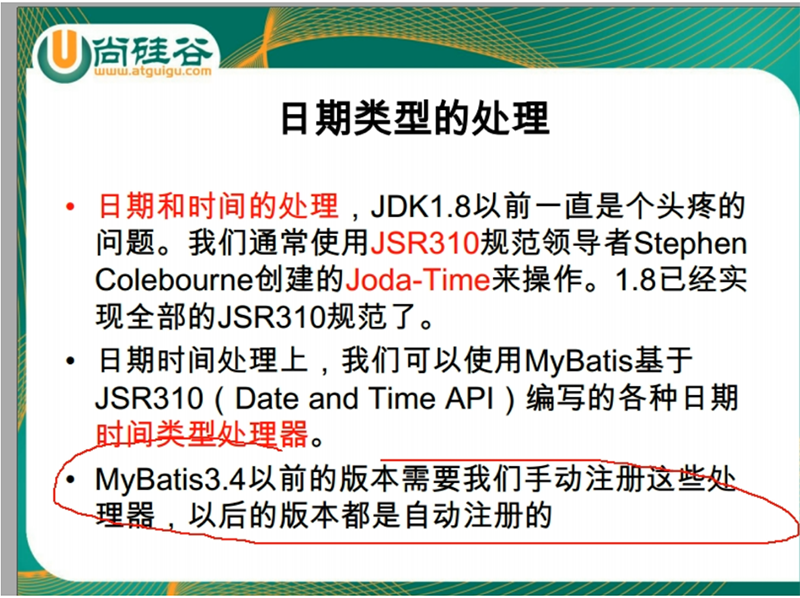 尚硅谷
www.atguigu.com
日期类型的处理
• 日期和时间的处理，JDK1.8以前一直是个头疼的
问题。我们通常使用JSR310规范领导者Stephen
Colebourne创建的Joda-Time来操作。1.8已经实
现全部的JSR310规范了。
• 日期时间处理上，我们可以使用MyBatis基于
JSR310（Date and Time API）编写的各种日期
时间类型处理器。
• MyBatis3.4以前的版本需要我们手动注册这些处
理器，以后的版本都是自动注册的